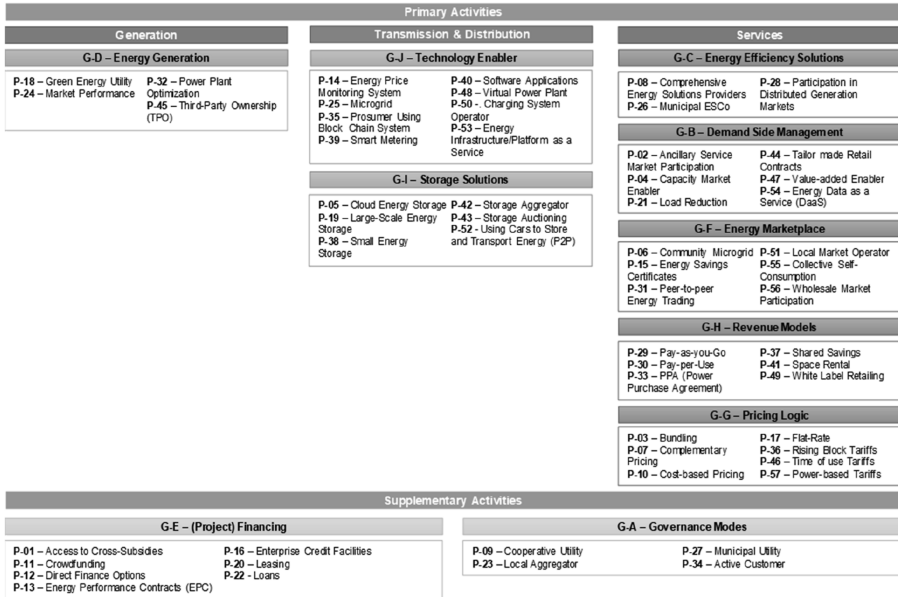 Primary Activities
Generation
G-D – Energy Generation
P-18 – Green Energy Utility
P-24 – Market Performance
P-32 – Power Plant
Optimization
P-45 – Third-Party Ownership
(TPO)
Transmission & Distribution
G-J – Technology Enabler
P-14 – Energy Price
Monitoring System
P-25 – Microgrid
P-35 – Prosumer Using
Block Chain System
P-39 – Smart Metering
P-40 – Software Applications
P-48 – Virtual Power Plant
P-50 -. Charging System
Operator
P-53 – Energy
Infrastructure/Platform as a
Service
G-I – Storage Solutions
P-05 – Cloud Energy Storage
P-19 – Large-Scale Energy
Storage
P-38 – Small Energy
Storage
P-42 – Storage Aggregator
P-43 – Storage Auctioning
P-52 - Using Cars to Store
and Transport Energy (P2P)
Services
G-C – Energy Efficiency Solutions
P-08 – Comprehensive
Energy Solutions Providers
P-26 – Municipal ESCo
P-28 – Participation in
Distributed Generation
Markets
G-B – Demand Side Management
P-02 – Ancillary Service
Market Participation
P-04 – Capacity Market
Enabler
P-21 – Load Reduction
P-44 – Tailor made Retail
Contracts
P-47 – Value-added Enabler
P-54 – Energy Data as a
Service (DaaS)
G-F – Energy Marketplace
P-06 – Community Microgrid
P-15 – Energy Savings
Certificates
P-31 – Peer-to-peer
Energy Trading
P-51 – Local Market Operator
P-55 – Collective Self-
Consumption
P-56 – Wholesale Market
Participation
G-H – Revenue Models
P-29 – Pay-as-you-Go
P-30 – Pay-per-Use
P-33 – PPA (Power
Purchase Agreement)
P-37 – Shared Savings
P-41 – Space Rental
P-49 – White Label Retailing
G-G – Pricing Logic
P-03 – Bundling
P-07 – Complementary
Pricing
P-10 – Cost-based Pricing
P-17 – Flat-Rate
P-36 – Rising Block Tariffs
P-46 – Time of use Tariffs
P-57 – Power-based Tariffs
Supplementary Activities
G-E – (Project) Financing
P-01 – Access to Cross-Subsidies
P-11 – Crowdfunding
P-12 – Direct Finance Options
P-13 – Energy Performance Contracts (EPC)
P-16 – Enterprise Credit Facilities
P-20 – Leasing
P-22 - Loans
G-A – Governance Modes
P-09 – Cooperative Utility
P-23 – Local Aggregator
P-27 – Municipal Utility
P-34 – Active Customer